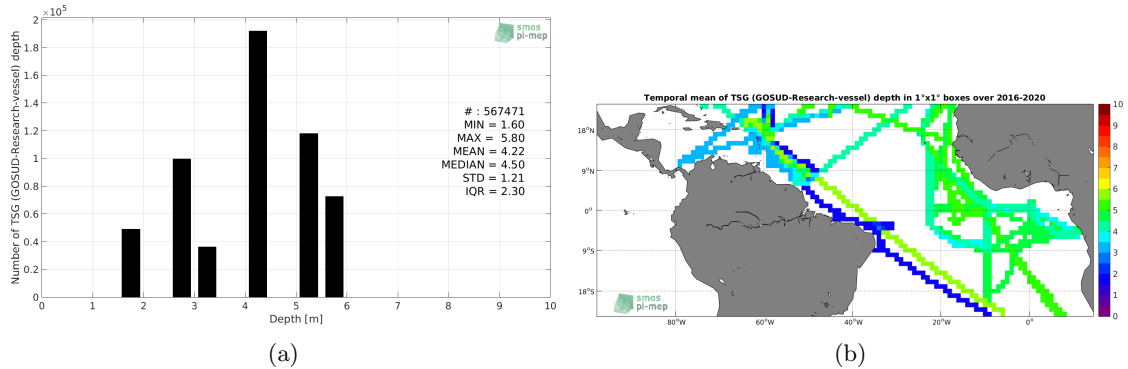 ×10⁵
2
1.8
1.6
1.4
1.2
1
0.8
0.6
0.4
0.2
0
Number of TSG (GOSUD-Research-vessel) depth
smos
pi-mep
# : 567471
MIN = 1.60
MAX = 5.80
MEAN = 4.22
MEDIAN = 4.50
STD = 1.21
IQR = 2.30
0 1 2 3 4 5 6 7 8 9 10
Depth [m]
(a)
Temporal mean of TSG (GOSUD-Research-vessel) depth in 1°x1° boxes over 2016-2020
18°N
9°N
0°
9°S
18°S
smos
pi-mep
80°W 60°W 40°W 20°W 0°
10
9
8
7
6
5
4
3
2
1
0
(b)